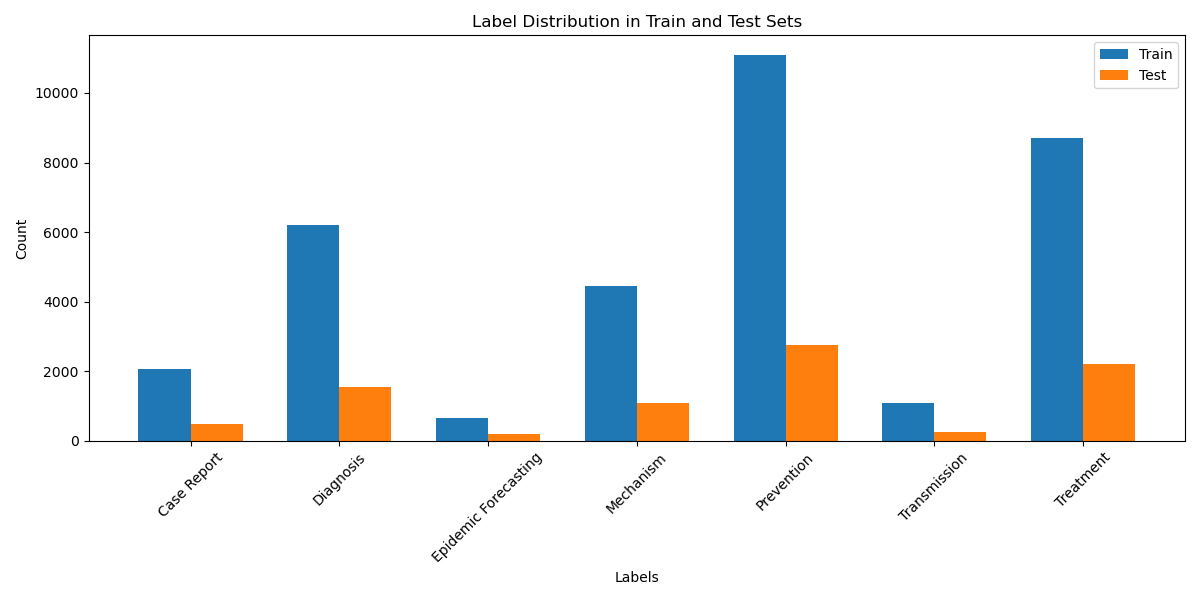 Label Distribution in Train and Test Sets
Train
Test
Count
10000
8000
6000
4000
2000
0
Case Report
Diagnosis
Epidemic Forecasting
Mechanism
Prevention
Transmission
Treatment
Labels